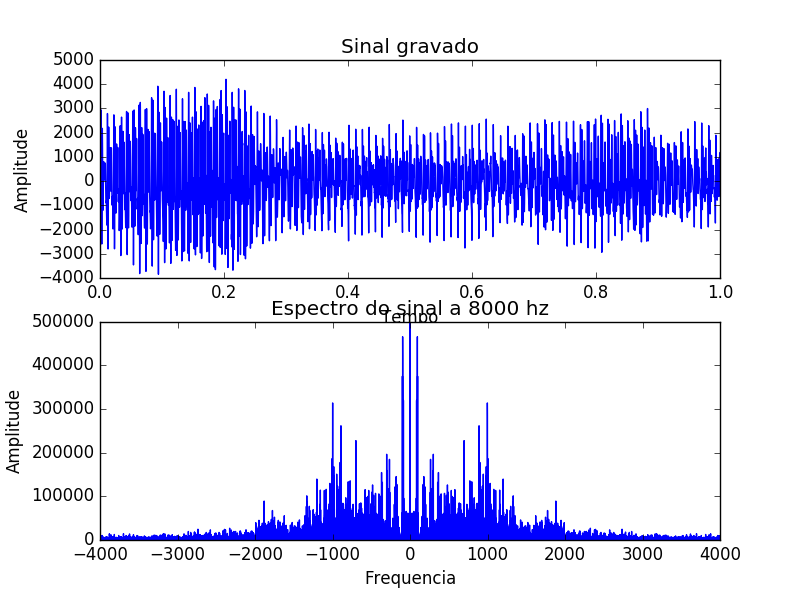 Sinal gravado
5000
4000
3000
2000
1000
0
−1000
−2000
−3000
−4000
Amplitude
0.0 0.2 0.4 0.6 0.8 1.0
Tempo
Espectro do sinal a 8000 hz
500000
400000
300000
200000
100000
0
Amplitude
−4000 −3000 −2000 −1000 0 1000 2000 3000 4000
Frequencia